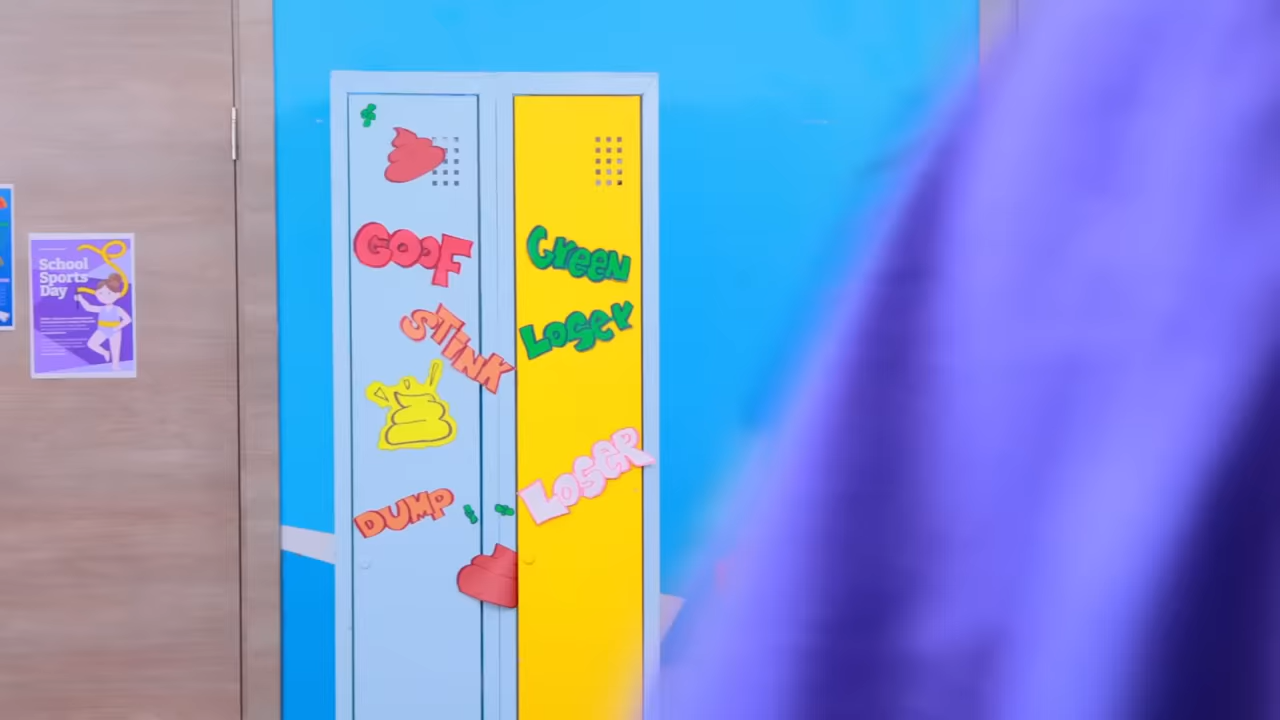 School
Sports
Day
GOOF
STINK
DUMP
Green
Loser
LOSER